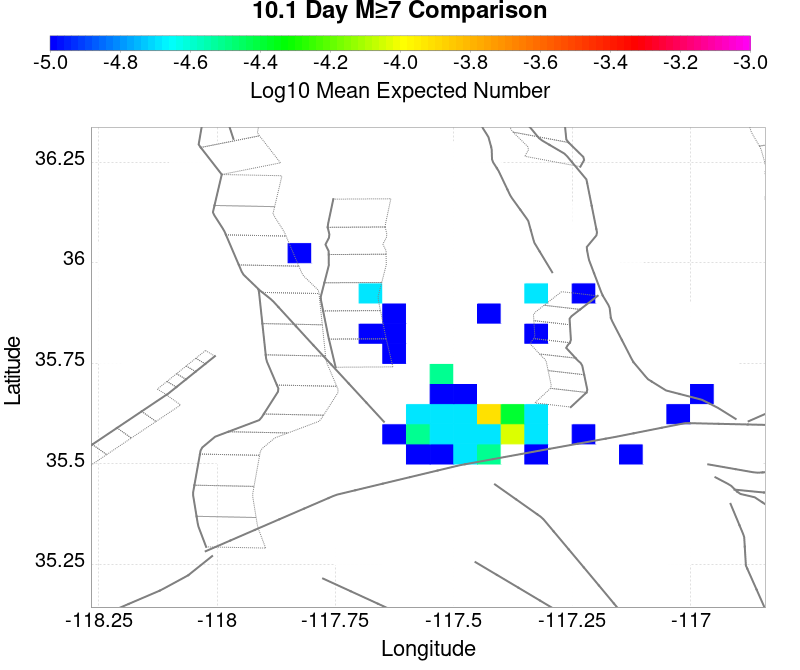 10.1 Day M≥7 Comparison
-5.0 -4.8 -4.6 -4.4 -4.2 -4.0 -3.8 -3.6 -3.4 -3.2 -3.0
Log10 Mean Expected Number
36.25
36
35.75
35.5
35.25
Latitude
-118.25 -118 -117.75 -117.5 -117.25 -117
Longitude